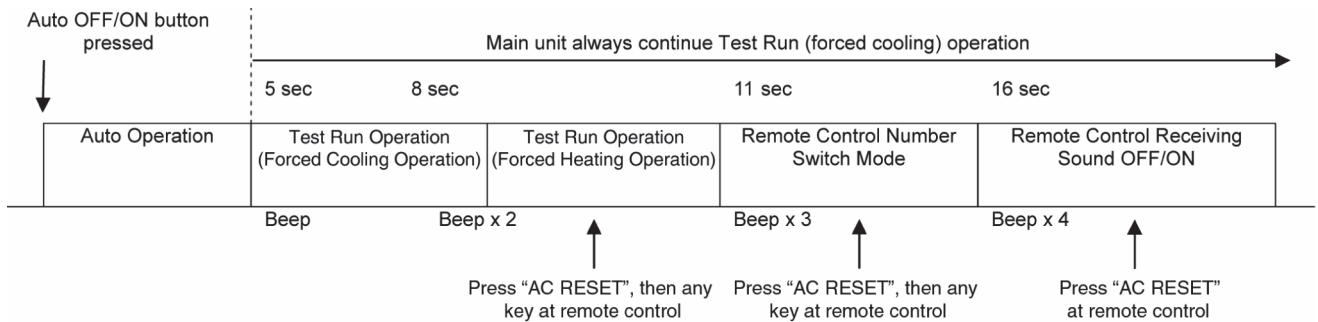 Auto OFF/ON button
pressed
Main unit always continue Test Run (forced cooling) operation
5 sec
8 sec
11 sec
16 sec
Auto Operation
Test Run Operation
(Forced Cooling Operation)
Test Run Operation
(Forced Heating Operation)
Remote Control Number
Switch Mode
Remote Control Receiving
Sound OFF/ON
Beep
Beep x 2
Beep x 3
Beep x 4
Press “AC RESET”, then any
key at remote control
Press “AC RESET”, then any
key at remote control
Press “AC RESET”
at remote control